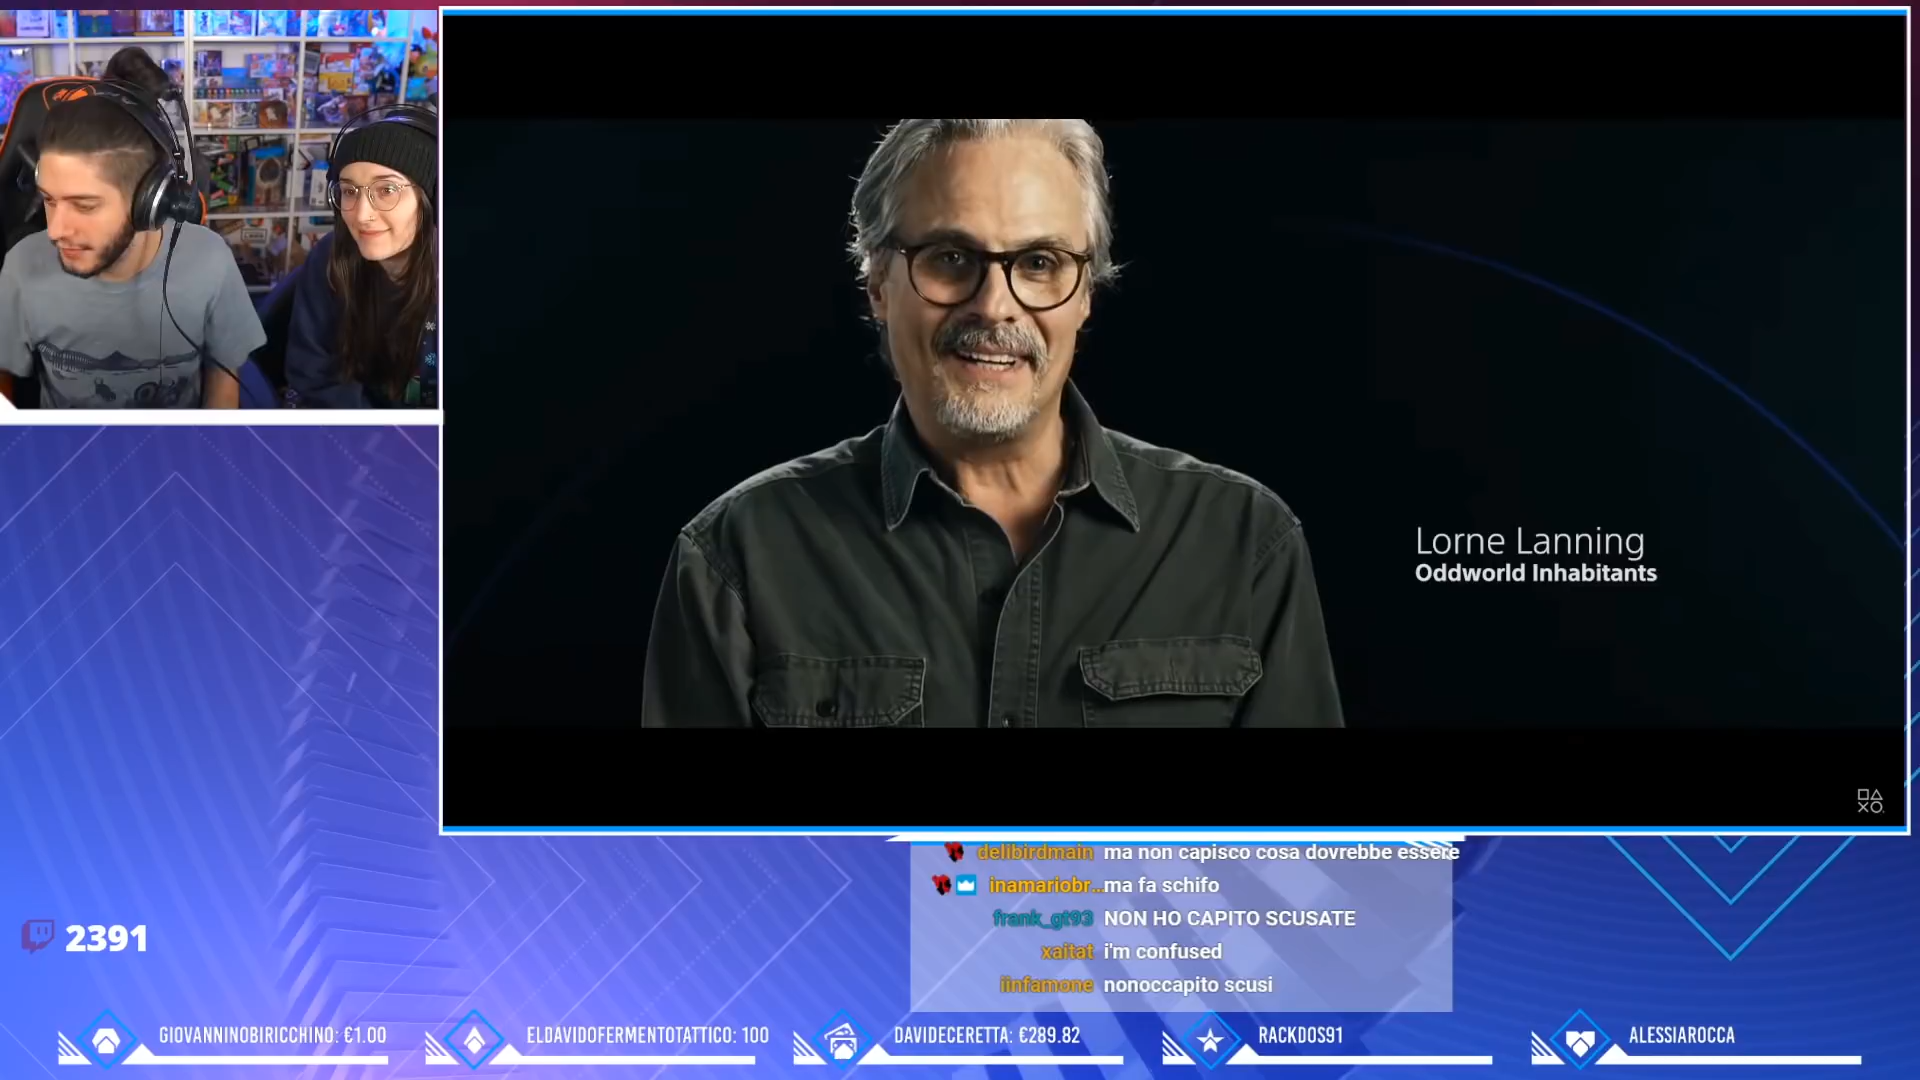 Lorne Lanning
Oddworld Inhabitants
delibirdmain ma non capisco cosa dovrebbe essere
inamariobr... ma fa schifo
frank_gt93 NON HO CAPITO SCUSATE
xaitat i'm confused
iinfamone nonoccapito scusi
2391
GIOVANNINOBIRICCHINO: €1.00
ELDAVIDOFERMENTOTATTICO: 100
DAVIDECERETTA: €289.82
RACKDOS91
ALESSIAROCCA